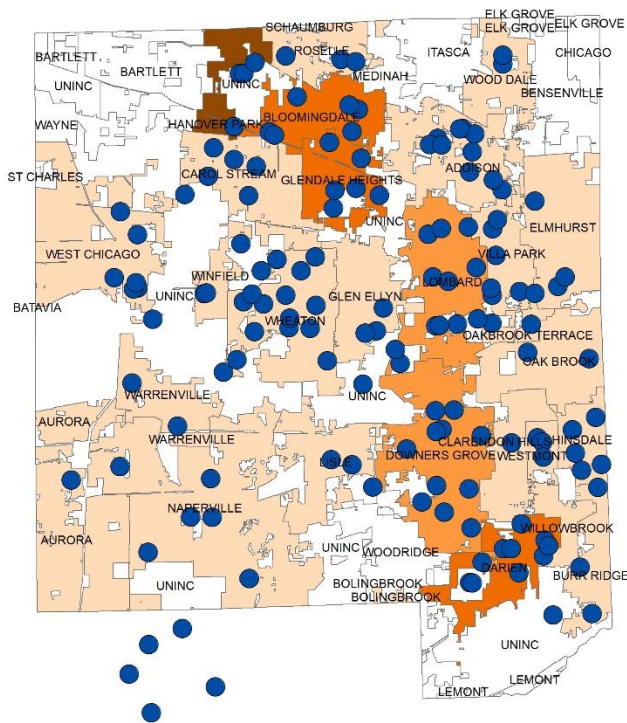 ELK GROVE
SCHAUMBURG
ELK GROVE
ELK GROVE
ROSELLE
ITASCA
CHICAGO
BARTLETT
BARTLETT
MEDINAH
WOOD DALE
UNINC
UNINC
BENSENVILLE
WAYNE
HANOVER PARK
BLOOMINGDALE
ADDISON
ST CHARLES
CAROL STREAM
GLENDALE HEIGHTS
UNINC
ELMHURST
WEST CHICAGO
VILLA PARK
WINFIELD
LOMBARD
UNINC
GLEN ELLYN
BATAVIA
WHEATON
OAKBROOK TERRACE
OAK BROOK
WARRENVILLE
UNINC
AURORA
WARRENVILLE
CLARENDON HILLS
HINSDALE
LISLE
DOWNERS GROVE
WESTMONT
NAPERVILLE
WILLOWBROOK
AURORA
UNINC
WOODRIDGE
DARIEN
BURR RIDGE
UNINC
BOLINGBROOK
BOLINGBROOK
UNINC
LEMONT
LEMONT